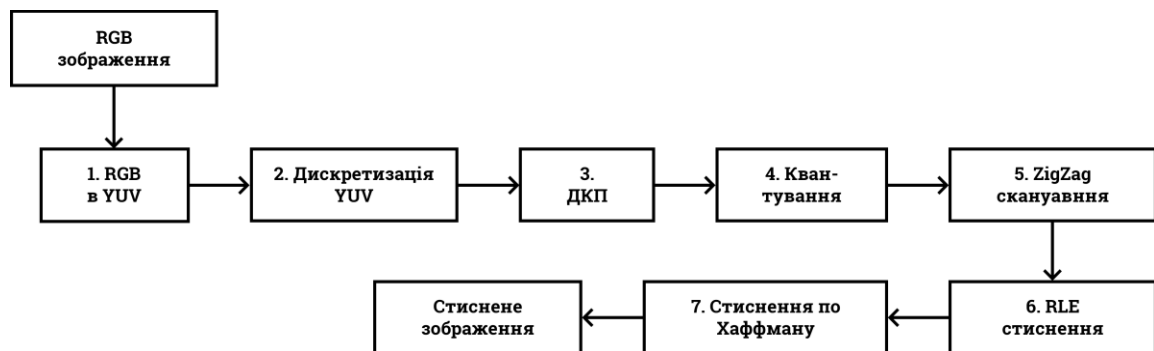 RGB
зображення
1. RGB
в YUV
2. Дискретизація
YUV
3.
ДКП
4. Кван-
тування
5. ZigZag
скануавння
6. RLE
стиснення
7. Стиснення по
Хаффману
Стиснене
зображення